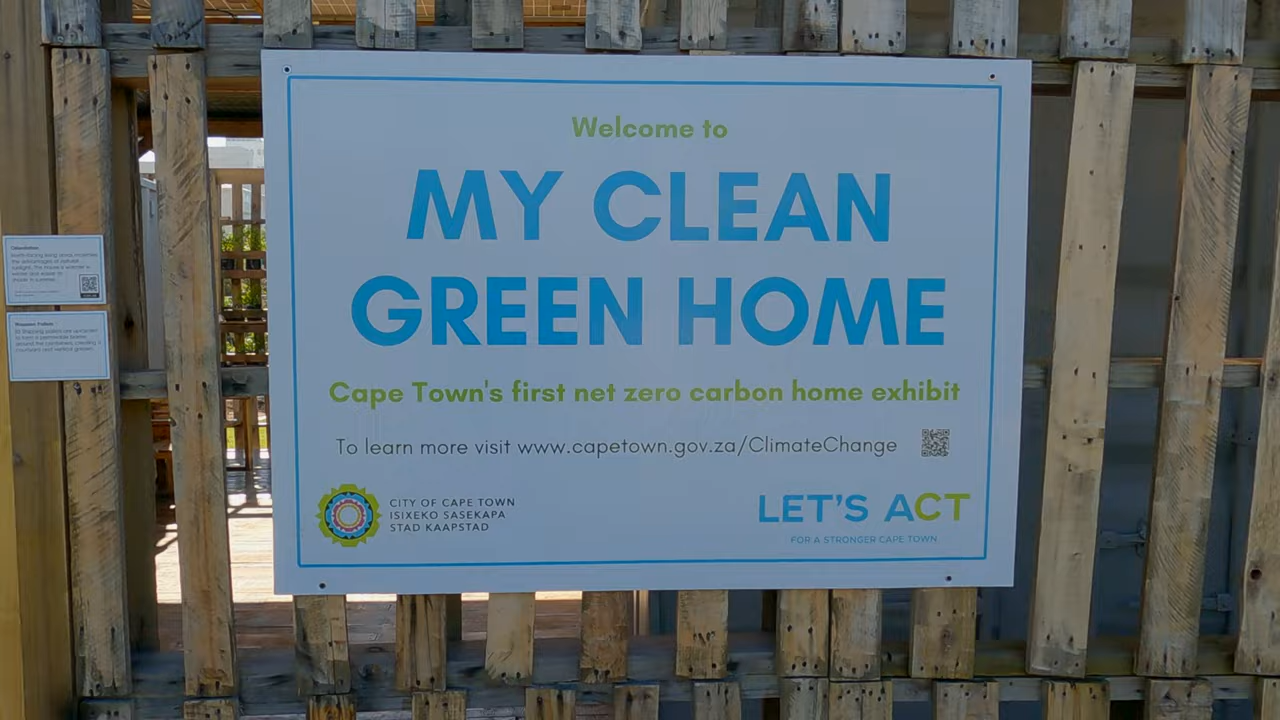 Welcome to
MY CLEAN
GREEN HOME
Cape Town's first net zero carbon home exhibit
To learn more visit www.capetown.gov.za/ClimateChange
CITY OF CAPE TOWN
ISIXEKO SASEKAPA
STAD KAAPSTAD
LET'S ACT
FOR A STRONGER CAPE TOWN